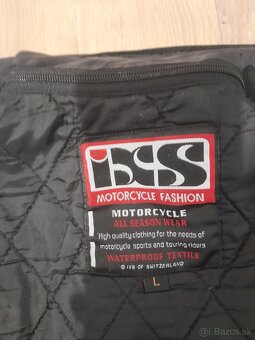 ixs
MOTORCYCLE FASHION
MOTORCYCLE
ALL SEASON WEAR
High quality clothing for the needs of
motorcycle sports and touring riders
WATERPROOF TEXTILE
© IXS OF SWITZERLAND
L
Bazos.sk